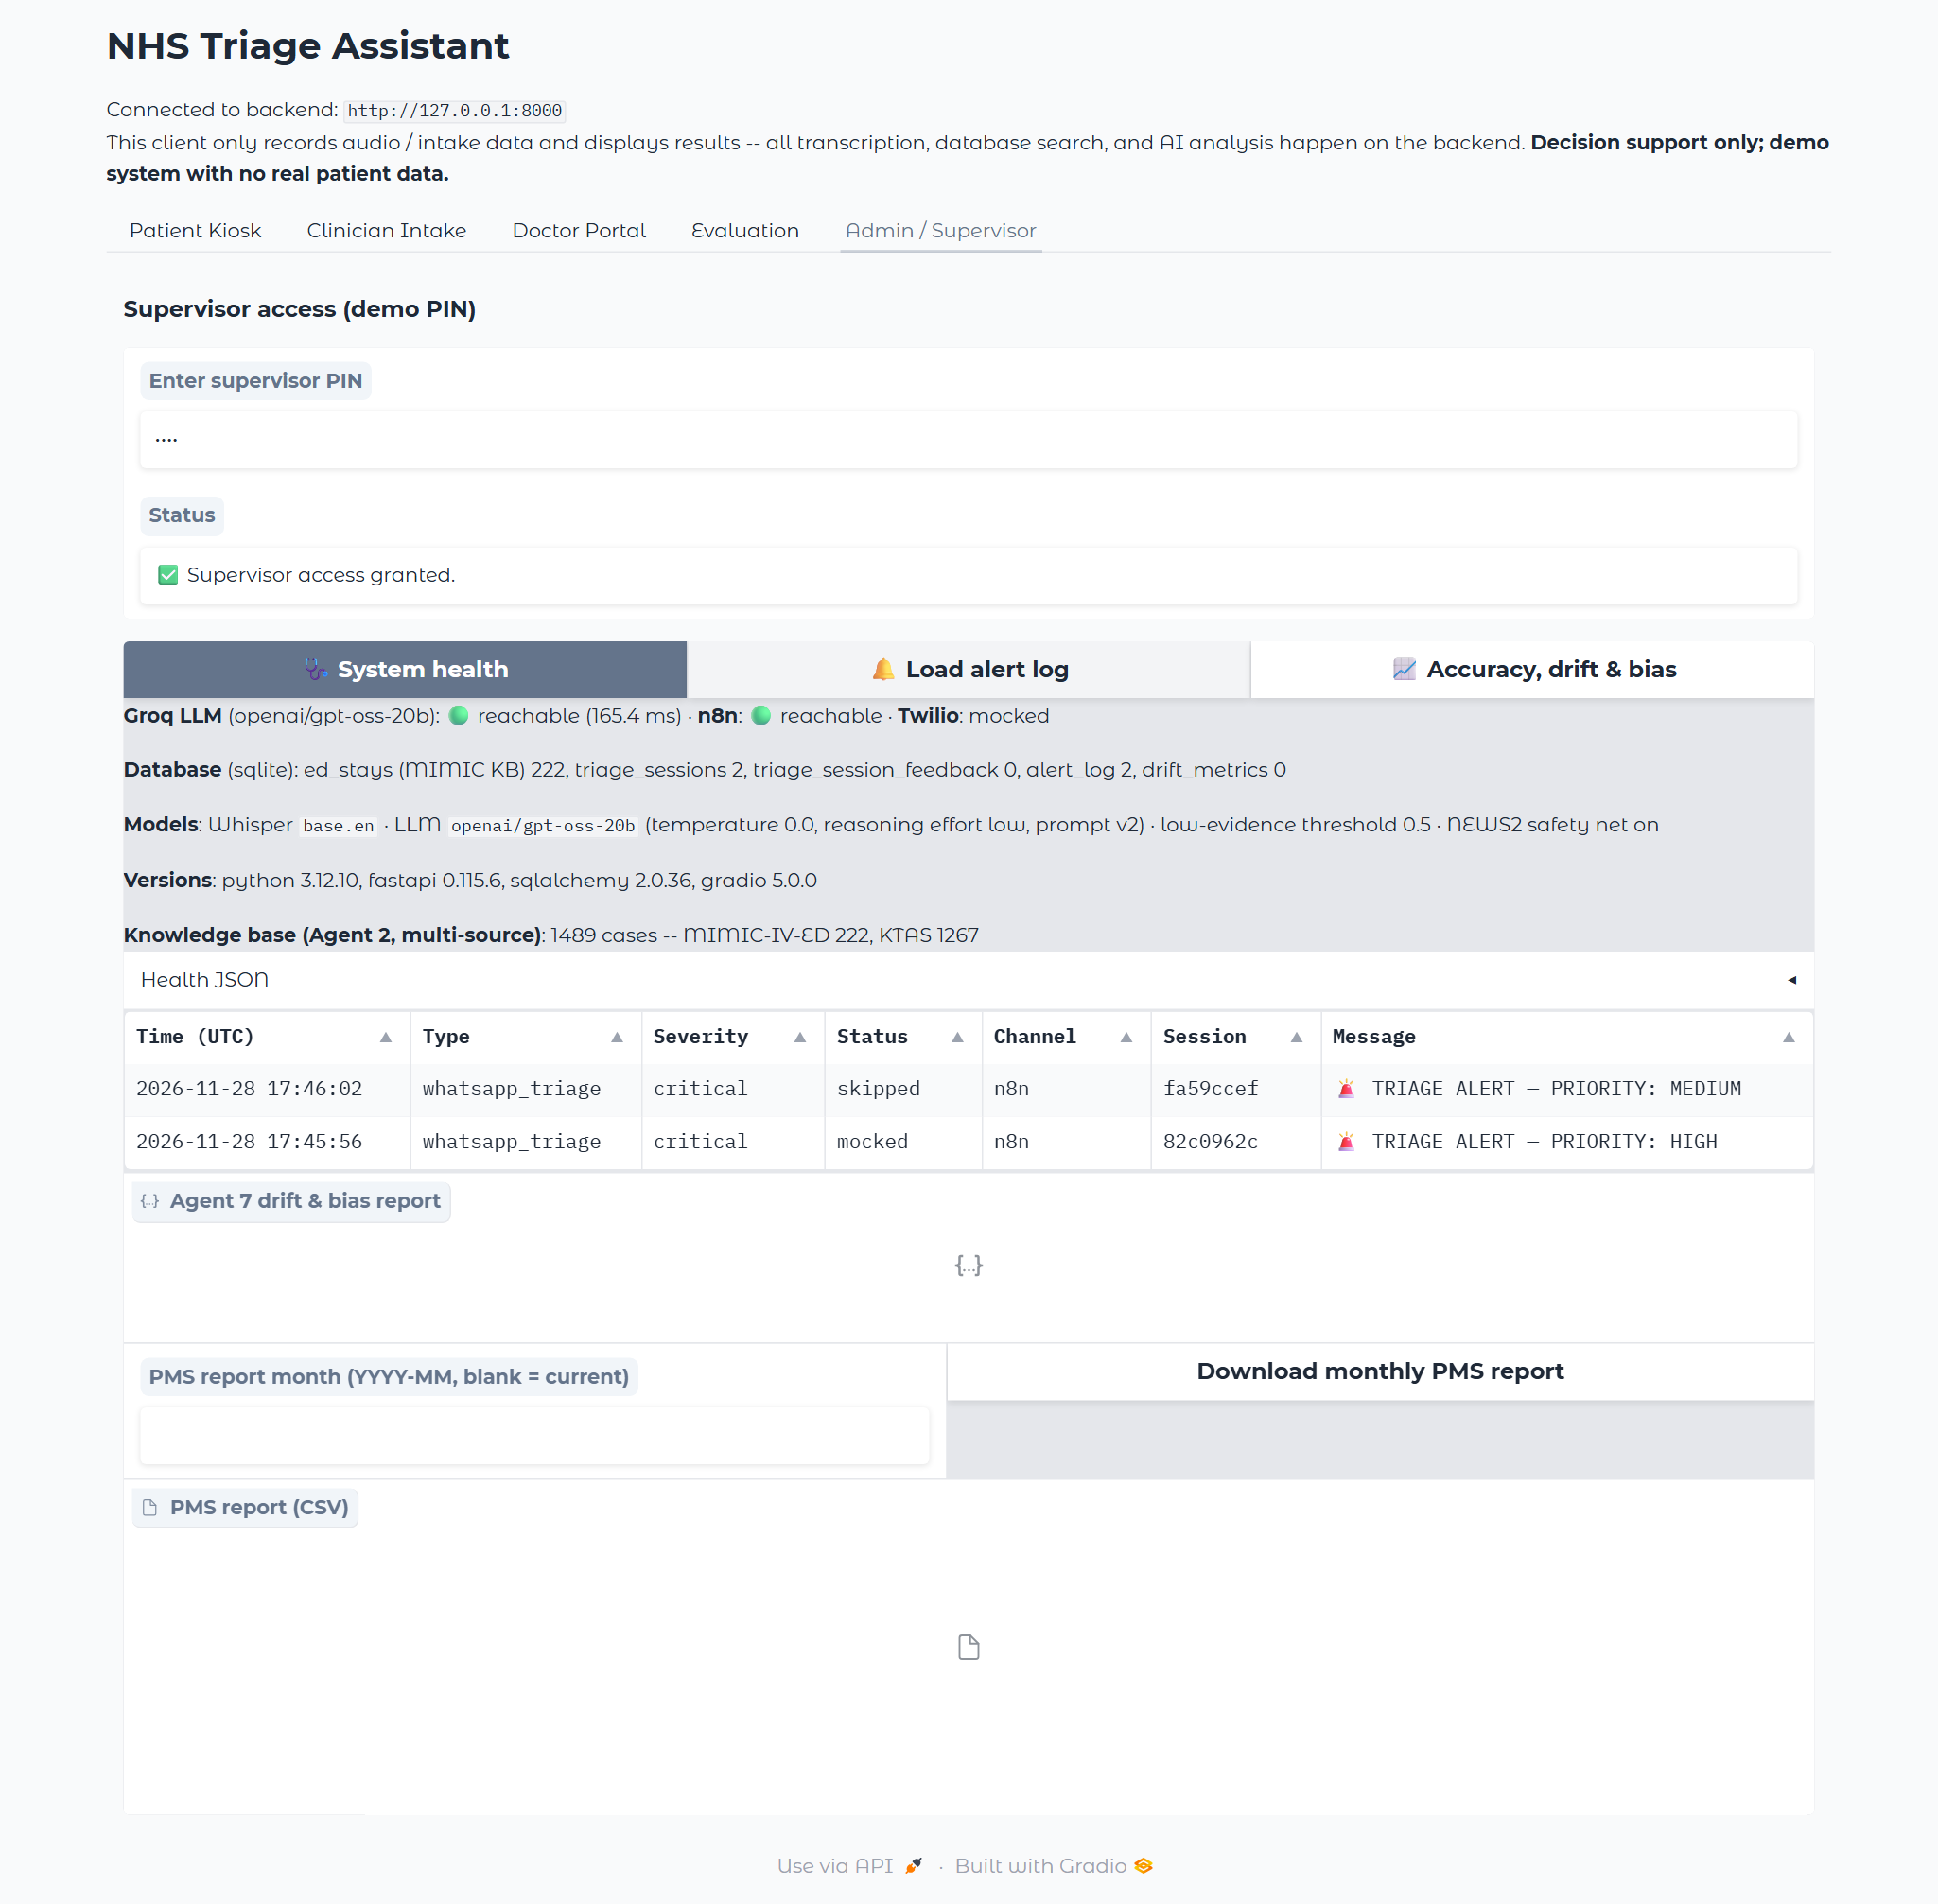 NHS Triage Assistant
Connected to backend: http://127.0.0.1:8000
This client only records audio / intake data and displays results -- all transcription, database search, and AI analysis happen on the backend. Decision support only; demo
system with no real patient data.
Patient Kiosk Clinician Intake Doctor Portal Evaluation Admin / Supervisor
Supervisor access (demo PIN)
Enter supervisor PIN
····
Status
✅ Supervisor access granted.
🩺 System health 🔔 Load alert log 📈 Accuracy, drift & bias
Groq LLM (openai/gpt-oss-20b): 🟢 reachable (165.4 ms) · n8n: 🟢 reachable · Twilio: mocked
Database (sqlite): ed_stays (MIMIC KB) 222, triage_sessions 2, triage_session_feedback 0, alert_log 2, drift_metrics 0
Models: Whisper base.en · LLM openai/gpt-oss-20b (temperature 0.0, reasoning effort low, prompt v2) · low-evidence threshold 0.5 · NEWS2 safety net on
Versions: python 3.12.10, fastapi 0.115.6, sqlalchemy 2.0.36, gradio 5.0.0
Knowledge base (Agent 2, multi-source): 1489 cases -- MIMIC-IV-ED 222, KTAS 1267
Health JSON
Time (UTC) Type Severity Status Channel Session Message
2026-11-28 17:46:02 whatsapp_triage critical skipped n8n fa59ccef 🚨 TRIAGE ALERT — PRIORITY: MEDIUM
2026-11-28 17:45:56 whatsapp_triage critical mocked n8n 82c0962c 🚨 TRIAGE ALERT — PRIORITY: HIGH
{··} Agent 7 drift & bias report
{...}
PMS report month (YYYY-MM, blank = current) Download monthly PMS report
PMS report (CSV)
Use via API 🚀 · Built with Gradio